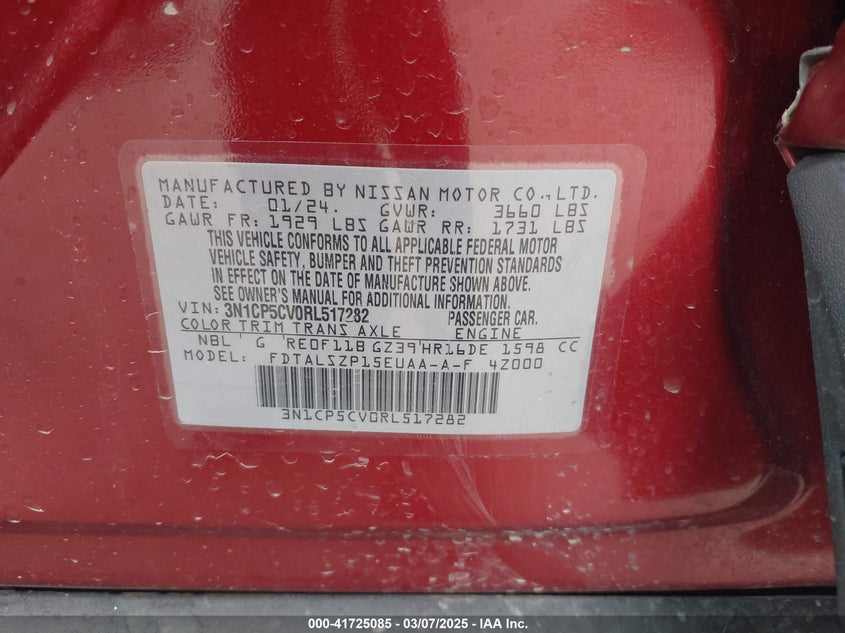 MANUFACTURED BY NISSAN MOTOR CO.,LTD.
DATE: 01/24. GVWR: 3660 LBS
GAWR FR: 1929 LBS GAWR RR: 1731 LBS
THIS VEHICLE CONFORMS TO ALL APPLICABLE FEDERAL MOTOR
VEHICLE SAFETY, BUMPER AND THEFT PREVENTION STANDARDS
IN EFFECT ON THE DATE OF MANUFACTURE SHOWN ABOVE.
SEE OWNER'S MANUAL FOR ADDITIONAL INFORMATION.
VIN: 3N1CP5CV0RL517282 PASSENGER CAR.
COLOR TRIM TRANS AXLE ENGINE
NBL G RE0F11B GZ39 HR16DE 1598 CC
MODEL: FDTALSZP15EUAA-A-F 4Z000
3N1CP5CV0RL517282
000-41725085 - 03/07/2025 - IAA Inc.